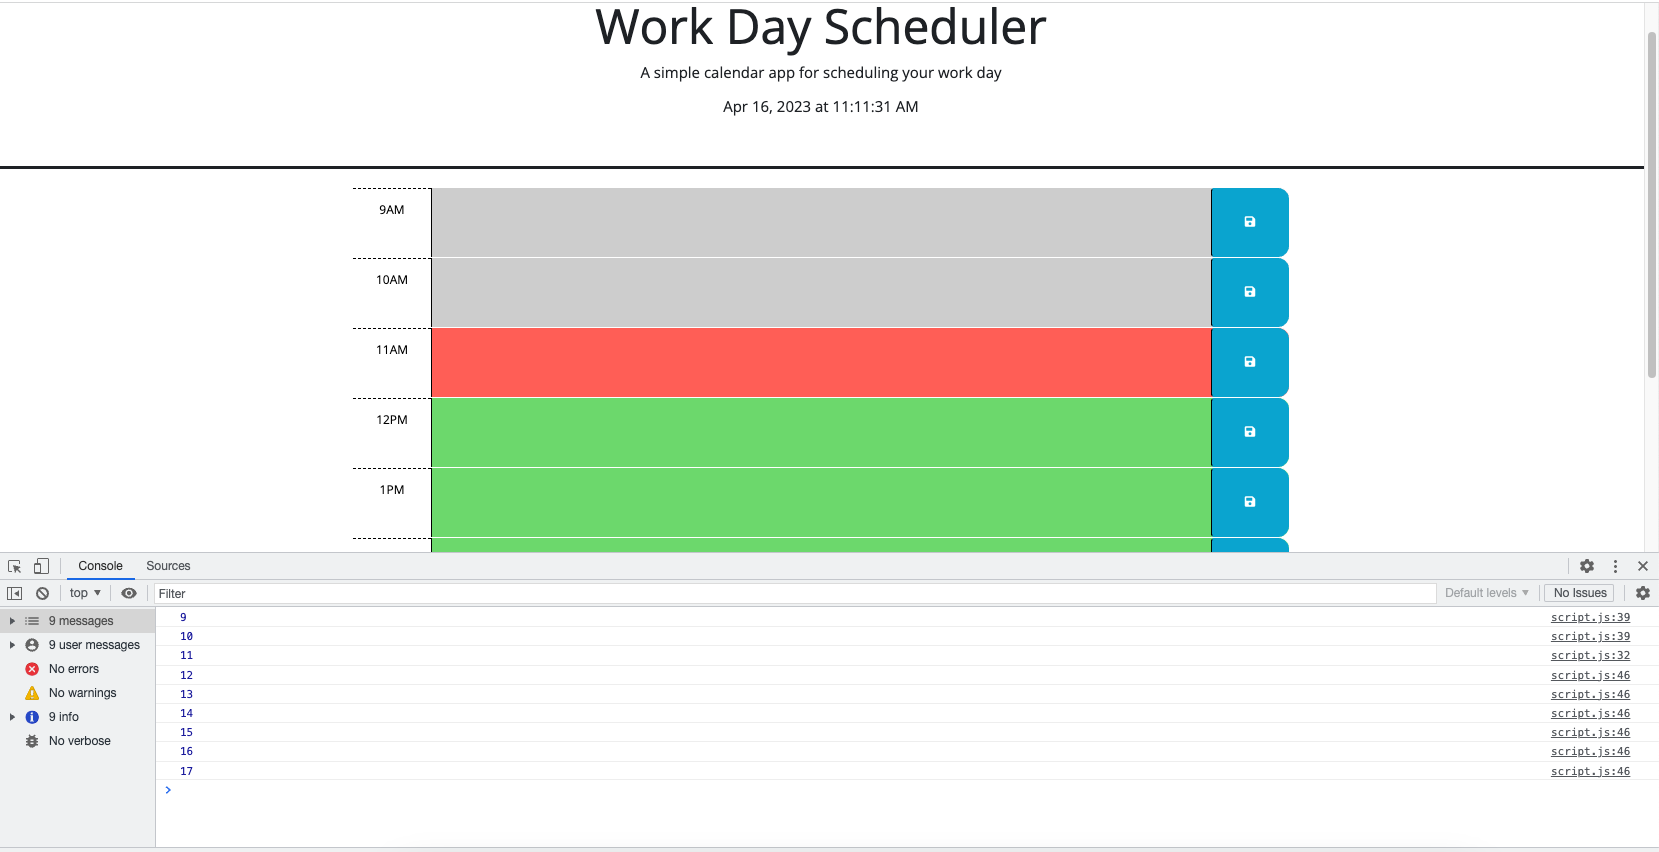 Work Day Scheduler
A simple calendar app for scheduling your work day
Apr 16, 2023 at 11:11:31 AM
9AM
10AM
11AM
12PM
1PM
Console Sources
top Filter Default levels No Issues
9 messages
9 user messages
No errors
No warnings
9 info
No verbose
9 script.js:39
10 script.js:39
11 script.js:32
12 script.js:46
13 script.js:46
14 script.js:46
15 script.js:46
16 script.js:46
17 script.js:46